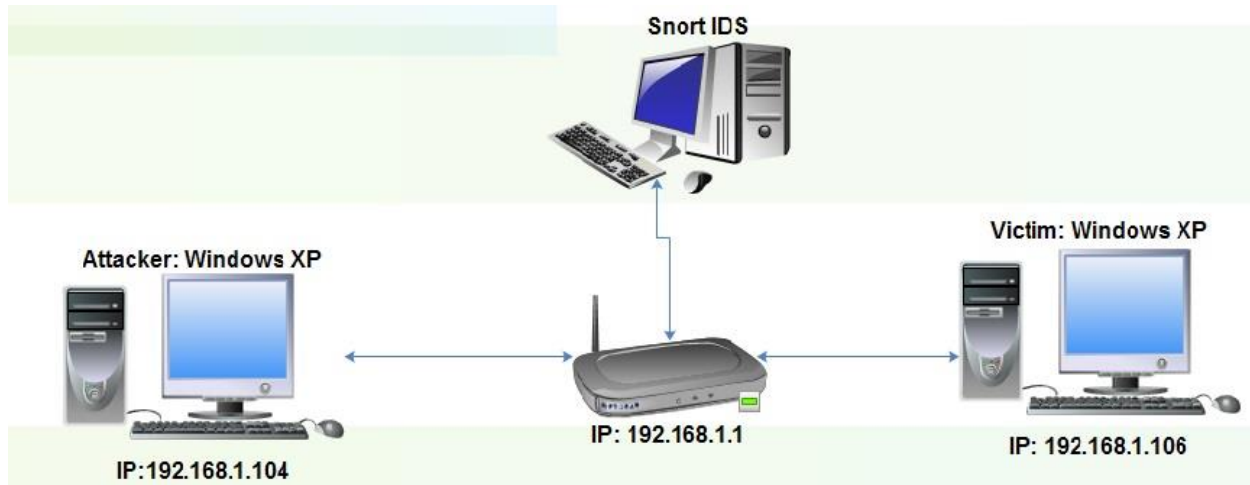 Snort IDS
Attacker: Windows XP
Victim: Windows XP
IP: 192.168.1.1
IP:192.168.1.104
IP: 192.168.1.106